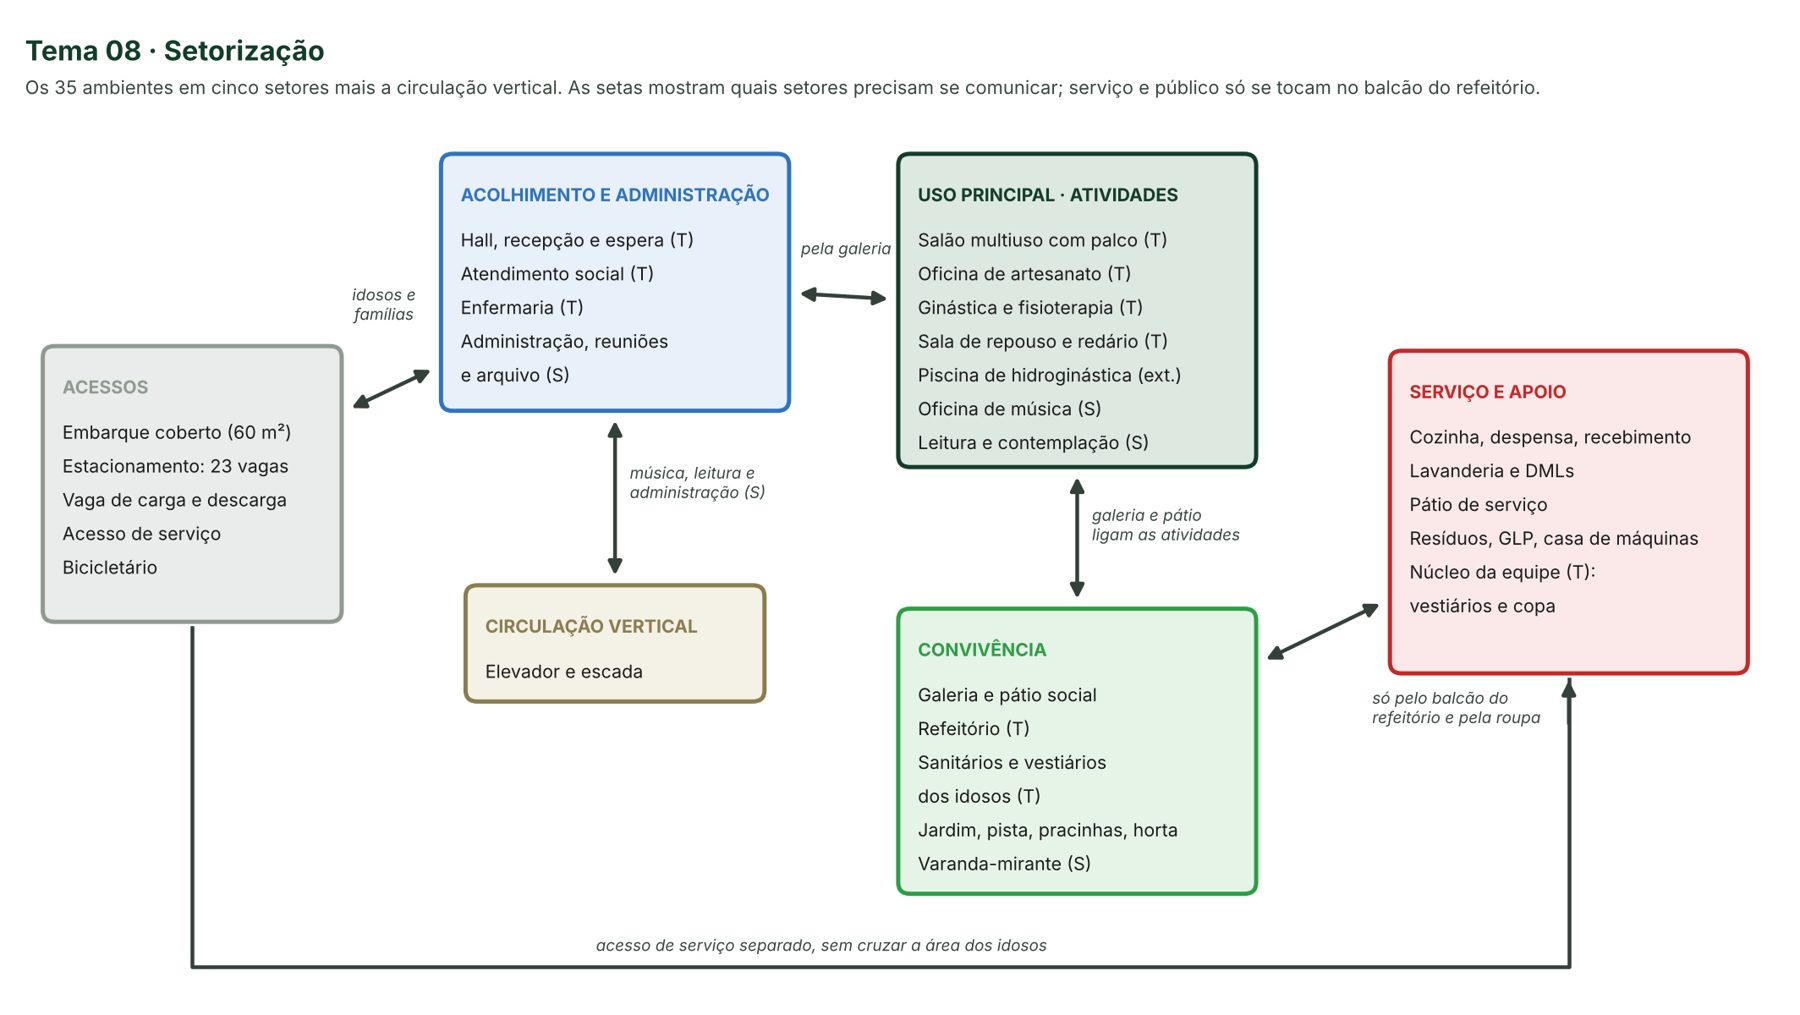 Tema 08 · Setorização
Os 35 ambientes em cinco setores mais a circulação vertical. As setas mostram quais setores precisam se comunicar; serviço e público só se tocam no balcão do refeitório.
ACESSOS
Embarque coberto (60 m²)
Estacionamento: 23 vagas
Vaga de carga e descarga
Acesso de serviço
Bicicletário
idosos e
famílias
ACOLHIMENTO E ADMINISTRAÇÃO
Hall, recepção e espera (T)
Atendimento social (T)
Enfermaria (T)
Administração, reuniões
e arquivo (S)
pela galeria
USO PRINCIPAL · ATIVIDADES
Salão multiuso com palco (T)
Oficina de artesanato (T)
Ginástica e fisioterapia (T)
Sala de repouso e redário (T)
Piscina de hidroginástica (ext.)
Oficina de música (S)
Leitura e contemplação (S)
música, leitura e
administração (S)
CIRCULAÇÃO VERTICAL
Elevador e escada
galeria e pátio
ligam as atividades
CONVIVÊNCIA
Galeria e pátio social
Refeitório (T)
Sanitários e vestiários
dos idosos (T)
Jardim, pista, pracinhas, horta
Varanda-mirante (S)
SERVIÇO E APOIO
Cozinha, despensa, recebimento
Lavanderia e DMLs
Pátio de serviço
Resíduos, GLP, casa de máquinas
Núcleo da equipe (T):
vestiários e copa
só pelo balcão do
refeitório e pela roupa
acesso de serviço separado, sem cruzar a área dos idosos